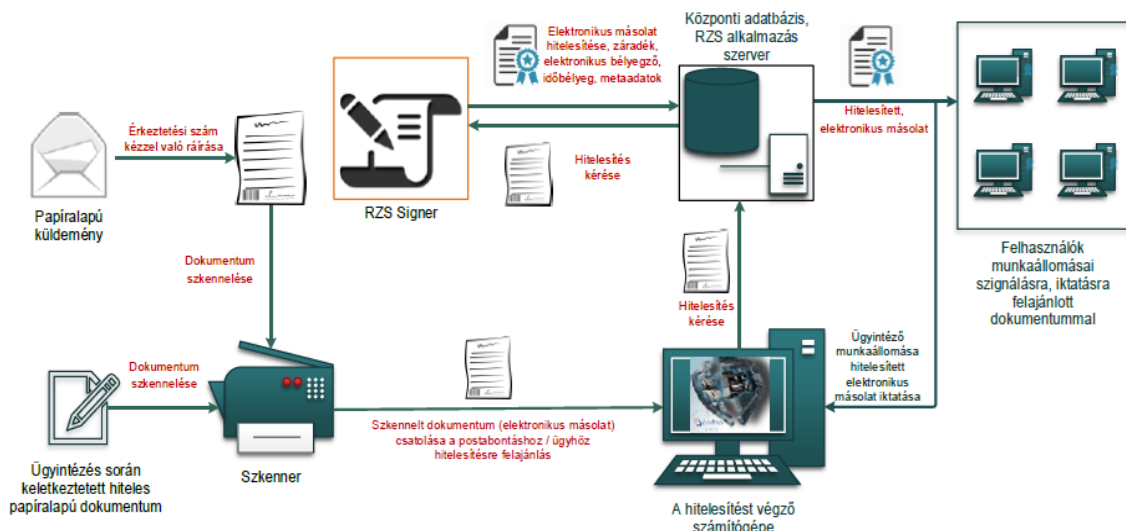 Elektronikus másolat
hitelesítése, záradék,
elektronikus bélyegző,
időbélyeg, metaadatok
Központi adatbázis,
RZS alkalmazás
szerver
Érkeztetési szám
kézzel való ráírása
Hitelesített,
elektronikus másolat
Hitelesítés
kérése
Papíralapú
küldemény
RZS Signer
Dokumentum
szkennelése
Hitelesítés
kérése
Felhasználók
munkaállomásai
szignálásra, iktatásra
felajánlott
dokumentummal
Dokumentum
szkennelése
Ügyintéző
munkaállomása
hitelesített
elektronikus
másolat iktatása
Szkennelt dokumentum (elektronikus másolat)
csatolása a postabontáshoz / ügyhöz
hitelesítésre felajánlás
Ügyintézés során
keletkeztetett hiteles
papíralapú dokumentum
Szkenner
A hitelesítést végző
számítógépe